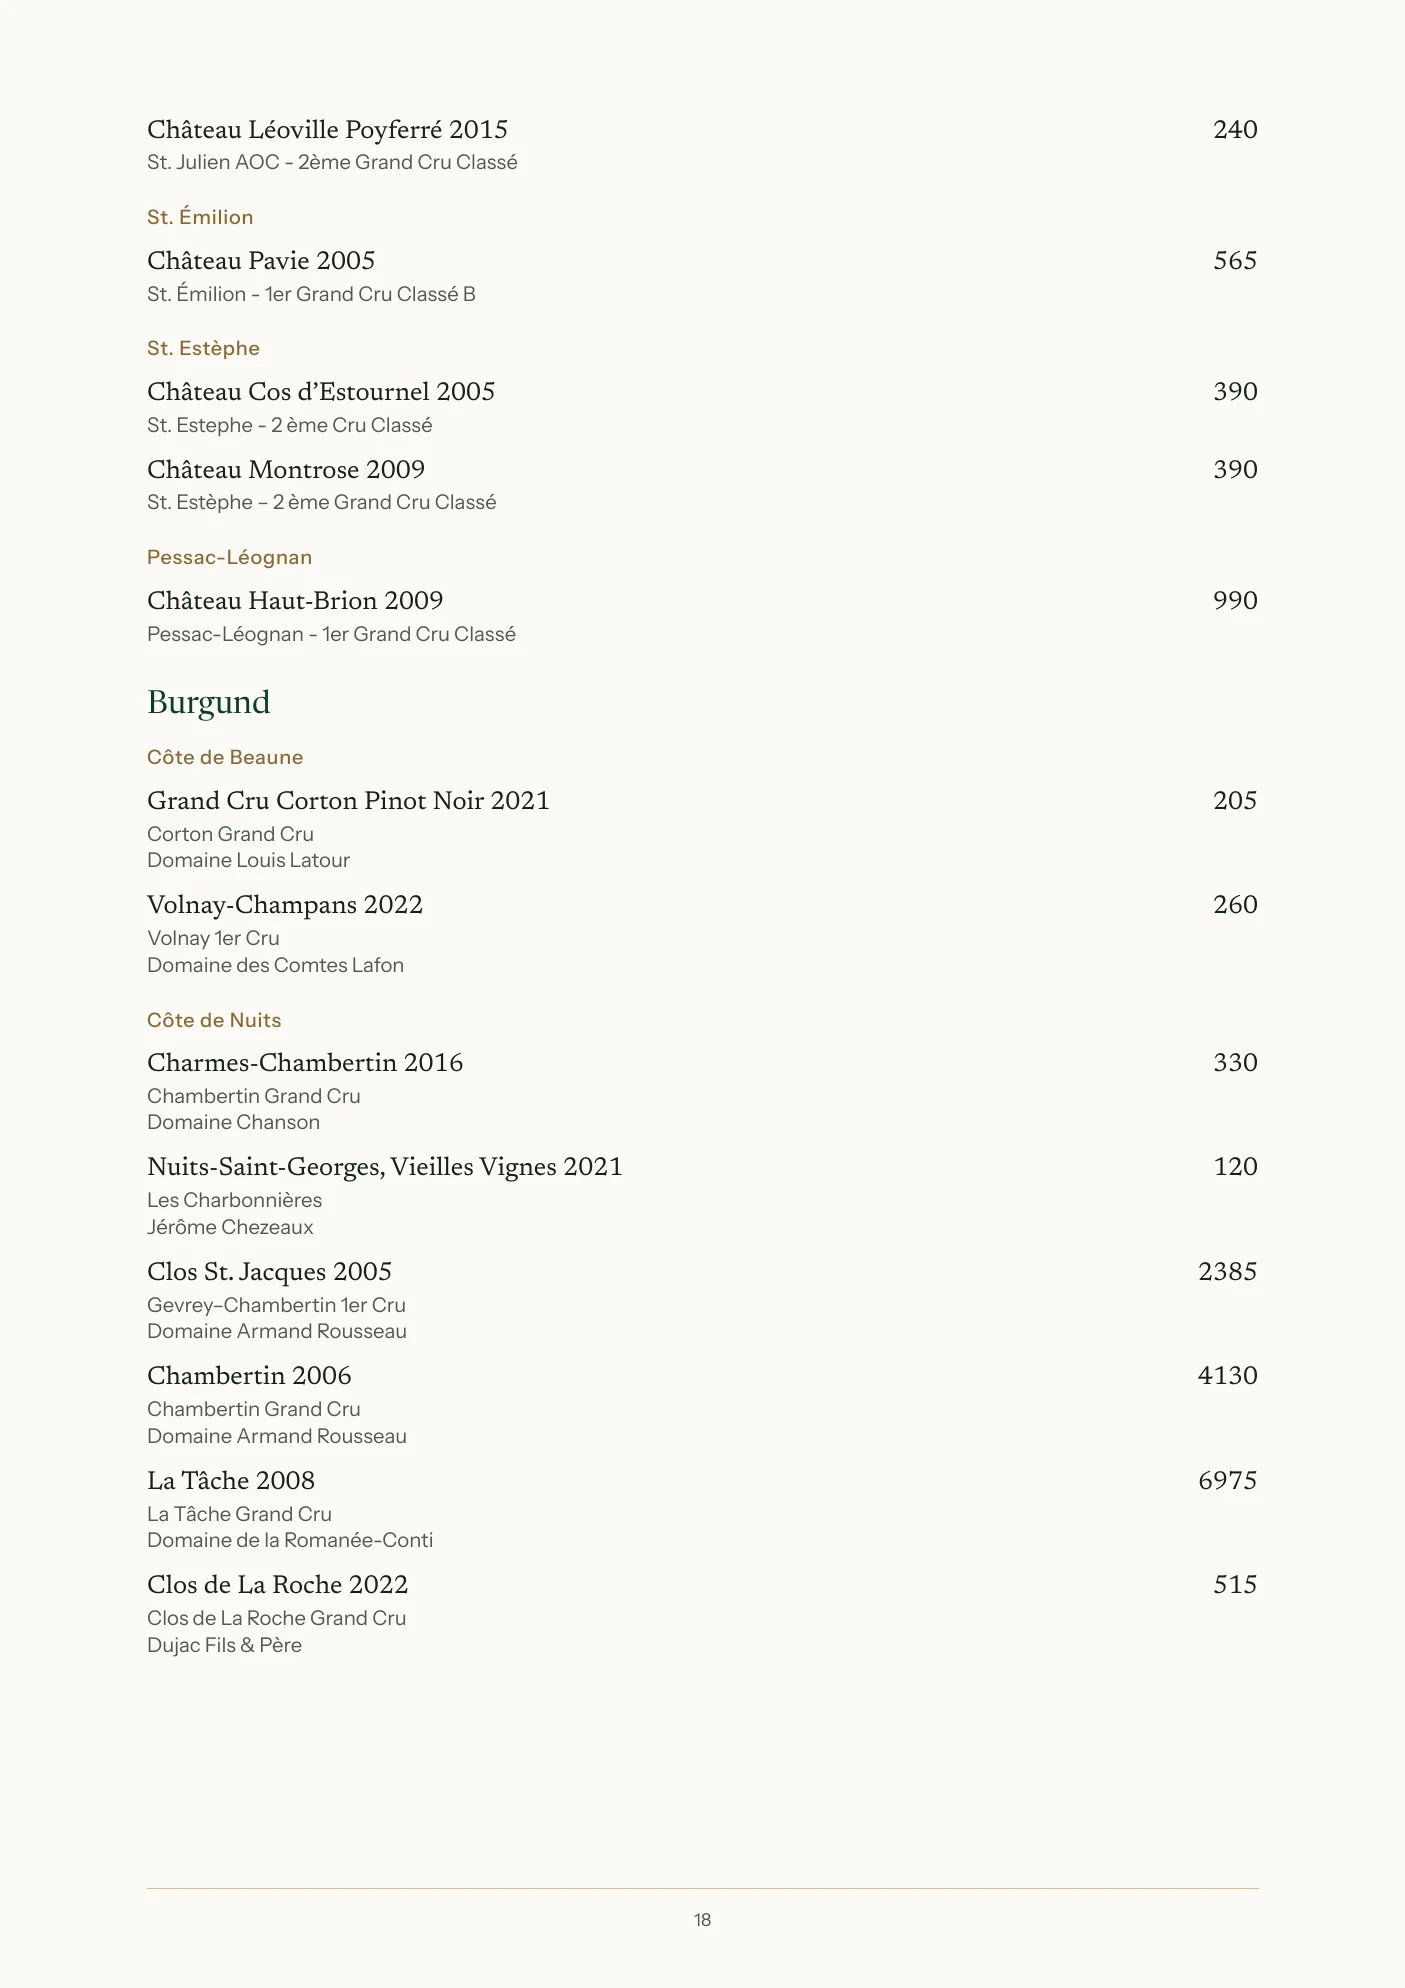 Château Léoville Poyferré 2015 240
St. Julien AOC - 2ème Grand Cru Classé
St. Émilion
Château Pavie 2005 565
St. Émilion - 1er Grand Cru Classé B
St. Estèphe
Château Cos d’Estournel 2005 390
St. Estephe - 2 ème Cru Classé
Château Montrose 2009 390
St. Estèphe – 2 ème Grand Cru Classé
Pessac-Léognan
Château Haut-Brion 2009 990
Pessac-Léognan - 1er Grand Cru Classé
Burgund
Côte de Beaune
Grand Cru Corton Pinot Noir 2021 205
Corton Grand Cru
Domaine Louis Latour
Volnay-Champans 2022 260
Volnay 1er Cru
Domaine des Comtes Lafon
Côte de Nuits
Charmes-Chambertin 2016 330
Chambertin Grand Cru
Domaine Chanson
Nuits-Saint-Georges, Vieilles Vignes 2021 120
Les Charbonnières
Jérôme Chezeaux
Clos St. Jacques 2005 2385
Gevrey–Chambertin 1er Cru
Domaine Armand Rousseau
Chambertin 2006 4130
Chambertin Grand Cru
Domaine Armand Rousseau
La Tâche 2008 6975
La Tâche Grand Cru
Domaine de la Romanée-Conti
Clos de La Roche 2022 515
Clos de La Roche Grand Cru
Dujac Fils & Père
18